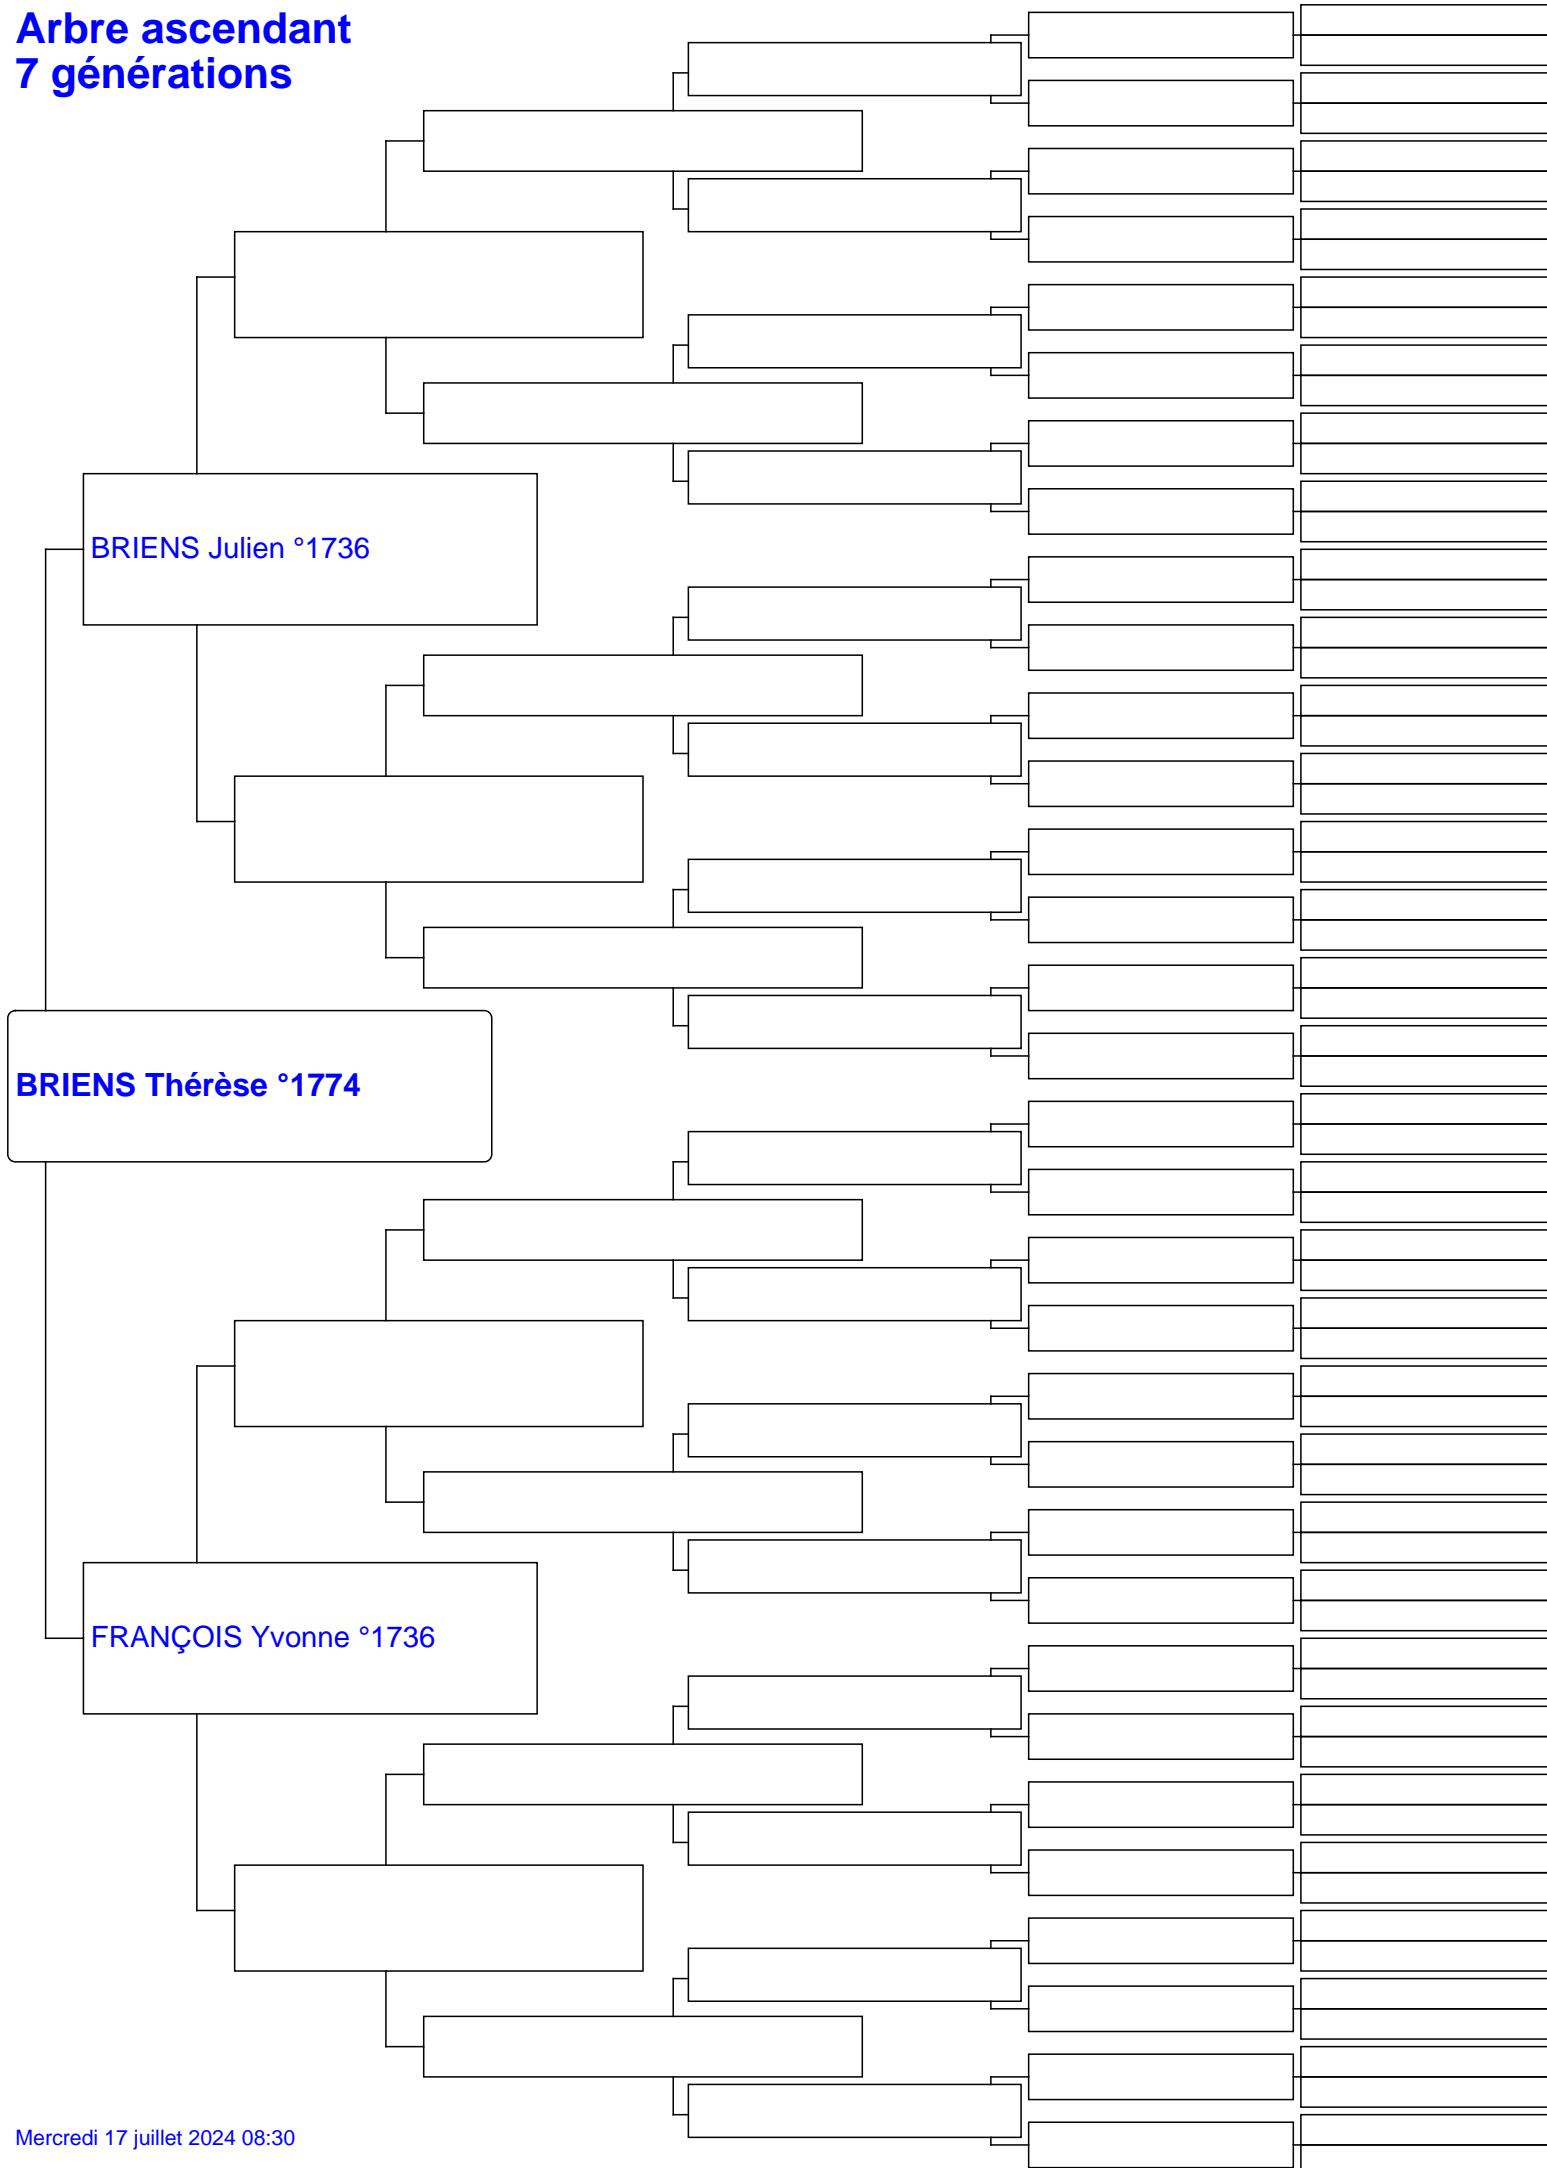 Arbre ascendant
7 générations
BRIENS Julien °1736
BRIENS Thérèse °1774
FRANÇOIS Yvonne °1736
Mercredi 17 juillet 2024 08:30